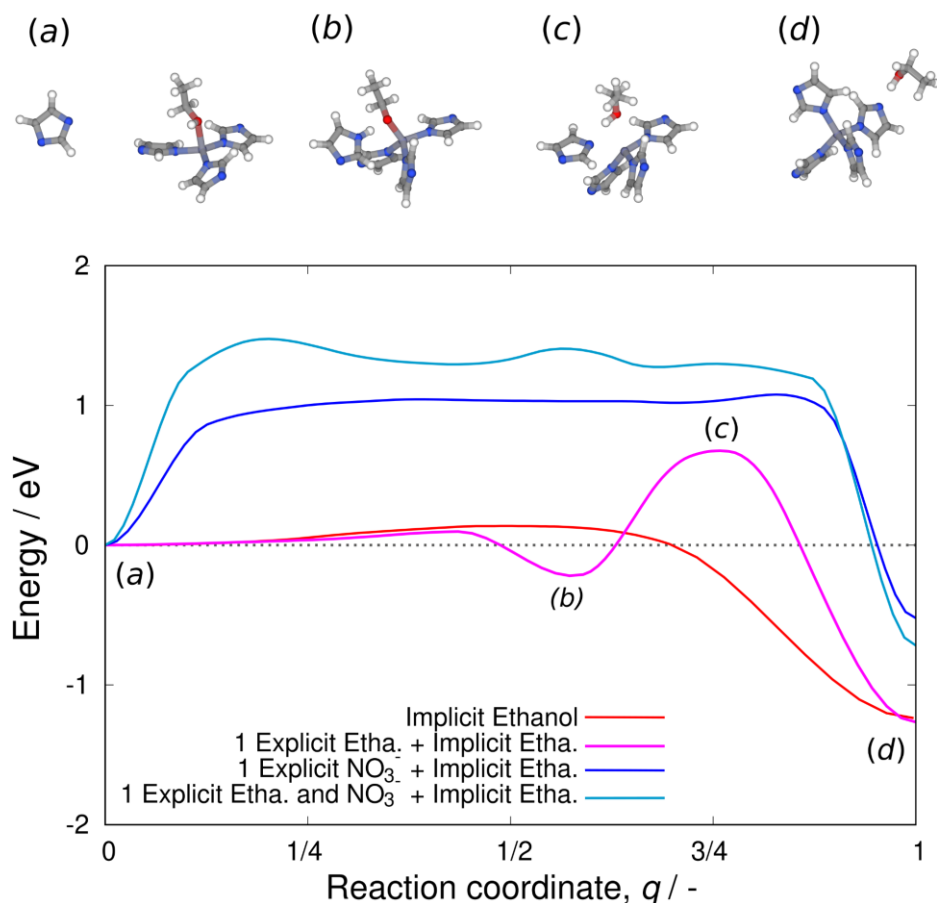 (a)
(b)
(c)
(d)
2
1
0
-1
-2
Energy / eV
(a)
(b)
(c)
(d)
Implicit Ethanol
1 Explicit Etha. + Implicit Etha.
1 Explicit NO3- + Implicit Etha.
1 Explicit Etha. and NO3- + Implicit Etha.
0
1/4
1/2
3/4
1
Reaction coordinate, q / -